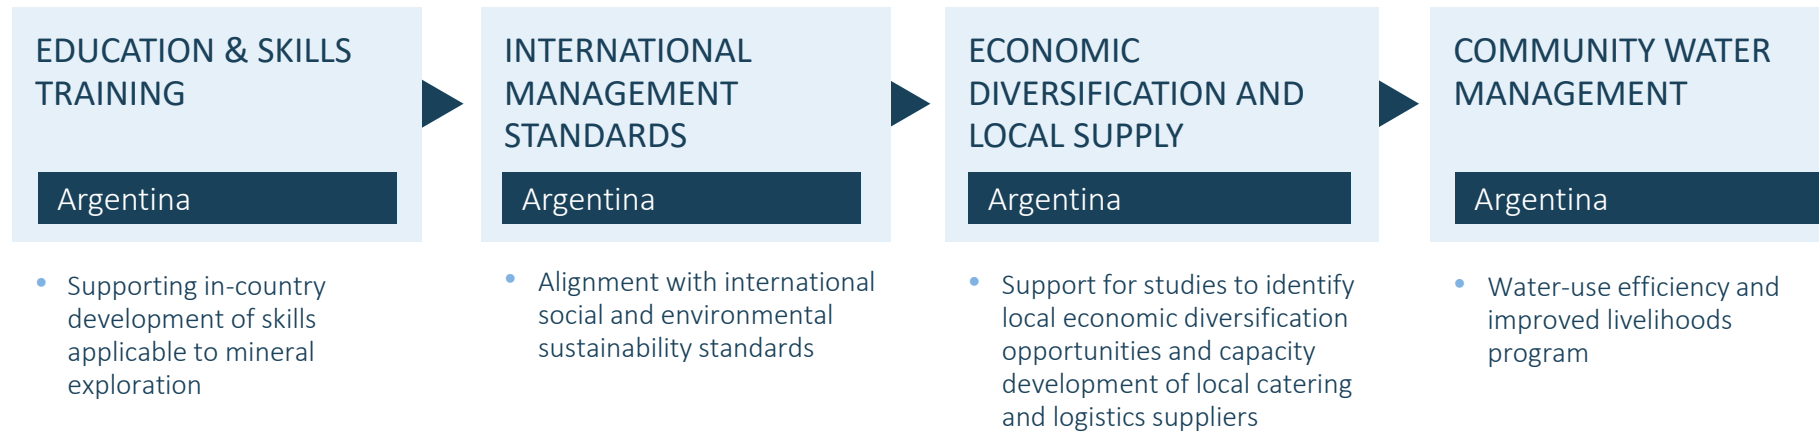 EDUCATION & SKILLS
TRAINING
Argentina
• Supporting in-country
development of skills
applicable to mineral
exploration
INTERNATIONAL
MANAGEMENT
STANDARDS
Argentina
• Alignment with international
social and environmental
sustainability standards
ECONOMIC
DIVERSIFICATION AND
LOCAL SUPPLY
Argentina
• Support for studies to identify
local economic diversification
opportunities and capacity
development of local catering
and logistics suppliers
COMMUNITY WATER
MANAGEMENT
Argentina
• Water-use efficiency and
improved livelihoods
program